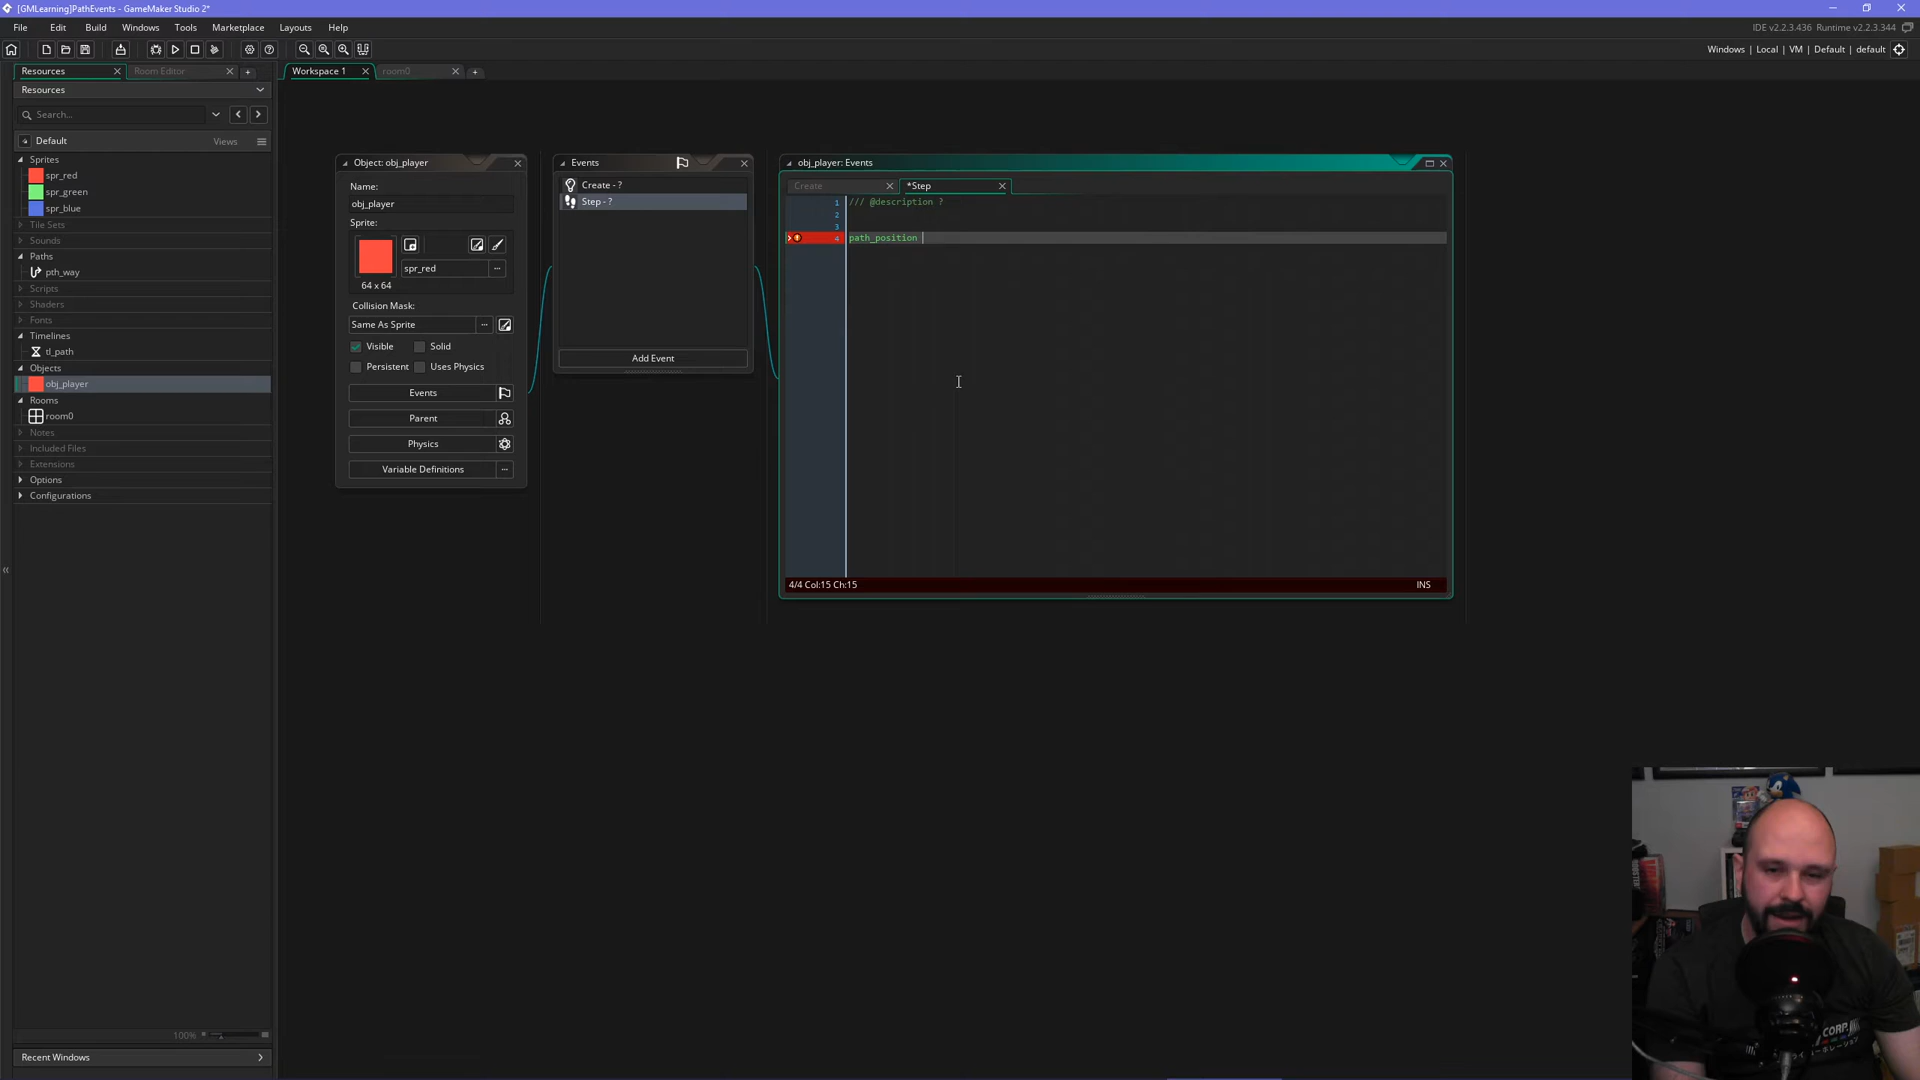 [GMLearning]PathEvents - GameMaker Studio 2*
File Edit Build Windows Tools Marketplace Layouts Help
IDE v2.2.3.436 Runtime v2.2.3.344
Windows | Local | VM | Default | default
Resources
Room Editor
Workspace 1
room0
Resources
Search...
Default
Views
Sprites
spr_red
spr_green
spr_blue
Tile Sets
Sounds
Paths
pth_way
Scripts
Shaders
Fonts
Timelines
tl_path
Objects
obj_player
Rooms
room0
Notes
Included Files
Extensions
Options
Configurations
100%
Recent Windows
Object: obj_player
Name:
obj_player
Sprite:
spr_red
64 x 64
Collision Mask:
Same As Sprite
Visible
Solid
Persistent
Uses Physics
Events
Parent
Physics
Variable Definitions
Events
Create - ?
Step - ?
Add Event
obj_player: Events
Create
*Step
1 /// @description ?
2
3
4 path_position
4/4 Col:15 Ch:15
INS
CORP.